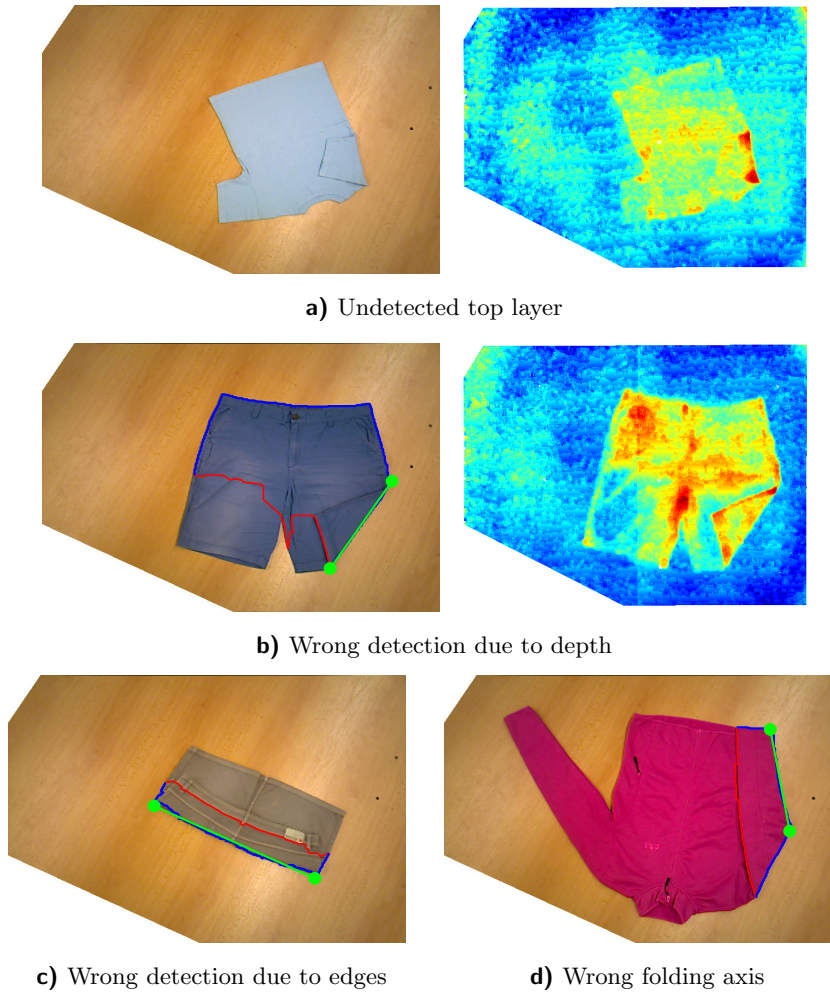 a) Undetected top layer
b) Wrong detection due to depth
c) Wrong detection due to edges
d) Wrong folding axis